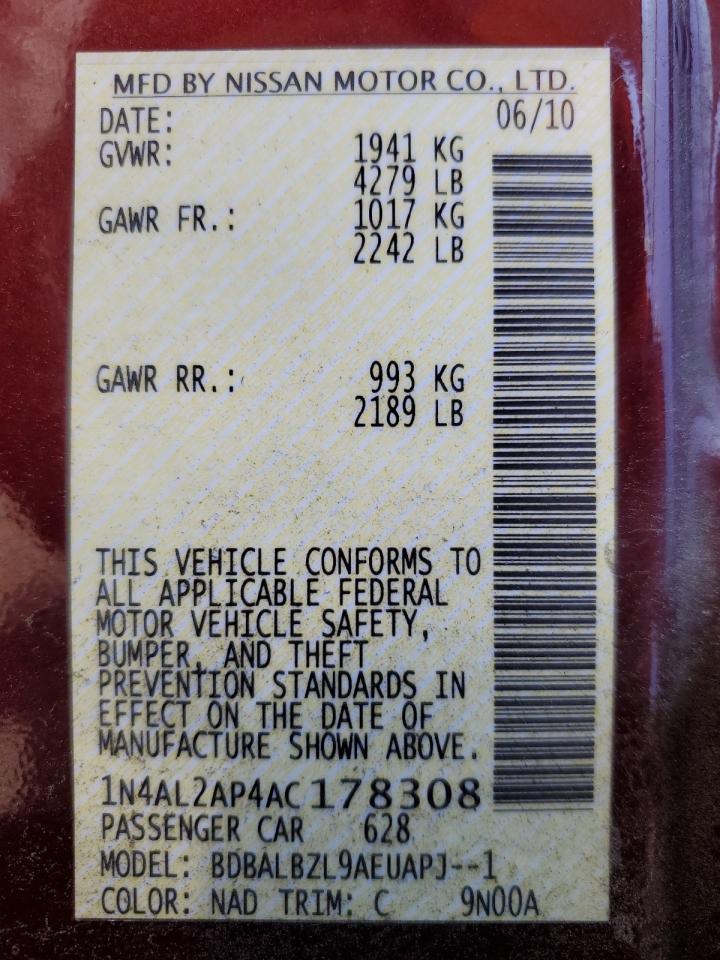 MFD BY NISSAN MOTOR CO., LTD.
DATE: 06/10
GVWR: 1941 KG
4279 LB
GAWR FR.: 1017 KG
2242 LB
GAWR RR.: 993 KG
2189 LB
THIS VEHICLE CONFORMS TO
ALL APPLICABLE FEDERAL
MOTOR VEHICLE SAFETY,
BUMPER, AND THEFT
PREVENTION STANDARDS IN
EFFECT ON THE DATE OF
MANUFACTURE SHOWN ABOVE.
1N4AL2AP4AC178308
PASSENGER CAR 628
MODEL: BDBALBZL9AEUAPJ--1
COLOR: NAD TRIM: C 9N00A